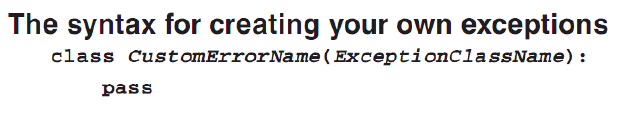 The syntax for creating your own exceptions
class CustomErrorName(ExceptionClassName):
pass